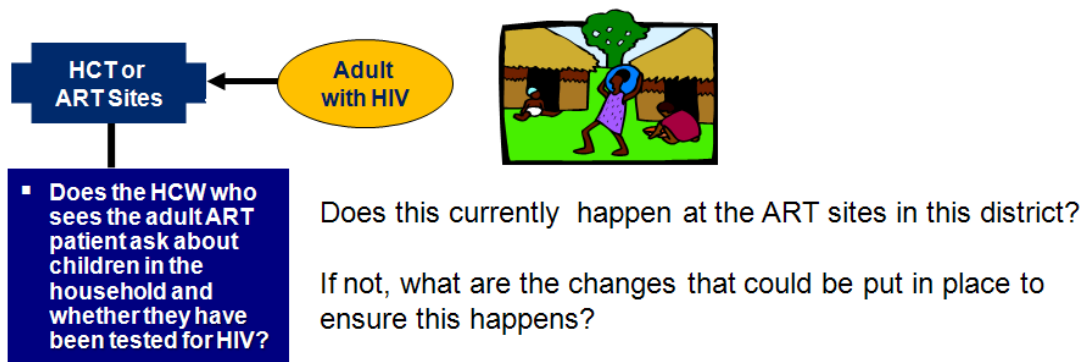 HCT or
ART Sites
Adult
with HIV
▪ Does the HCW who
sees the adult ART
patient ask about
children in the
household and
whether they have
been tested for HIV?
Does this currently happen at the ART sites in this district?
If not, what are the changes that could be put in place to
ensure this happens?